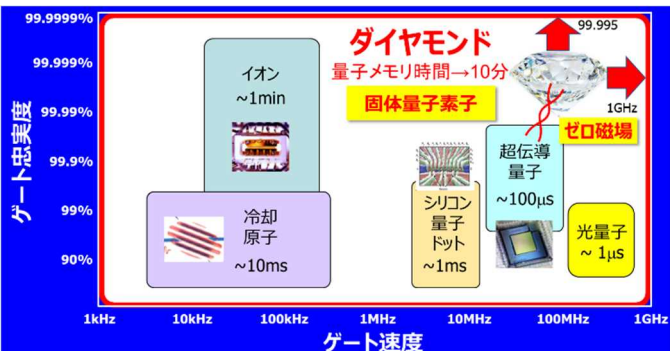 99.9999%
99.999%
99.99%
99.9%
99%
90%
ゲート忠実度
イオン
~1min
冷却
原子
~10ms
ダイヤモンド
量子メモリ時間→10分
固体量子素子
99.995
1GHz
ゼロ磁場
シリコン
量子
ドット
~1ms
超伝導
量子
~100μs
光量子
~ 1μs
1kHz
10kHz
100kHz
1MHz
10MHz
100MHz
1GHz
ゲート速度